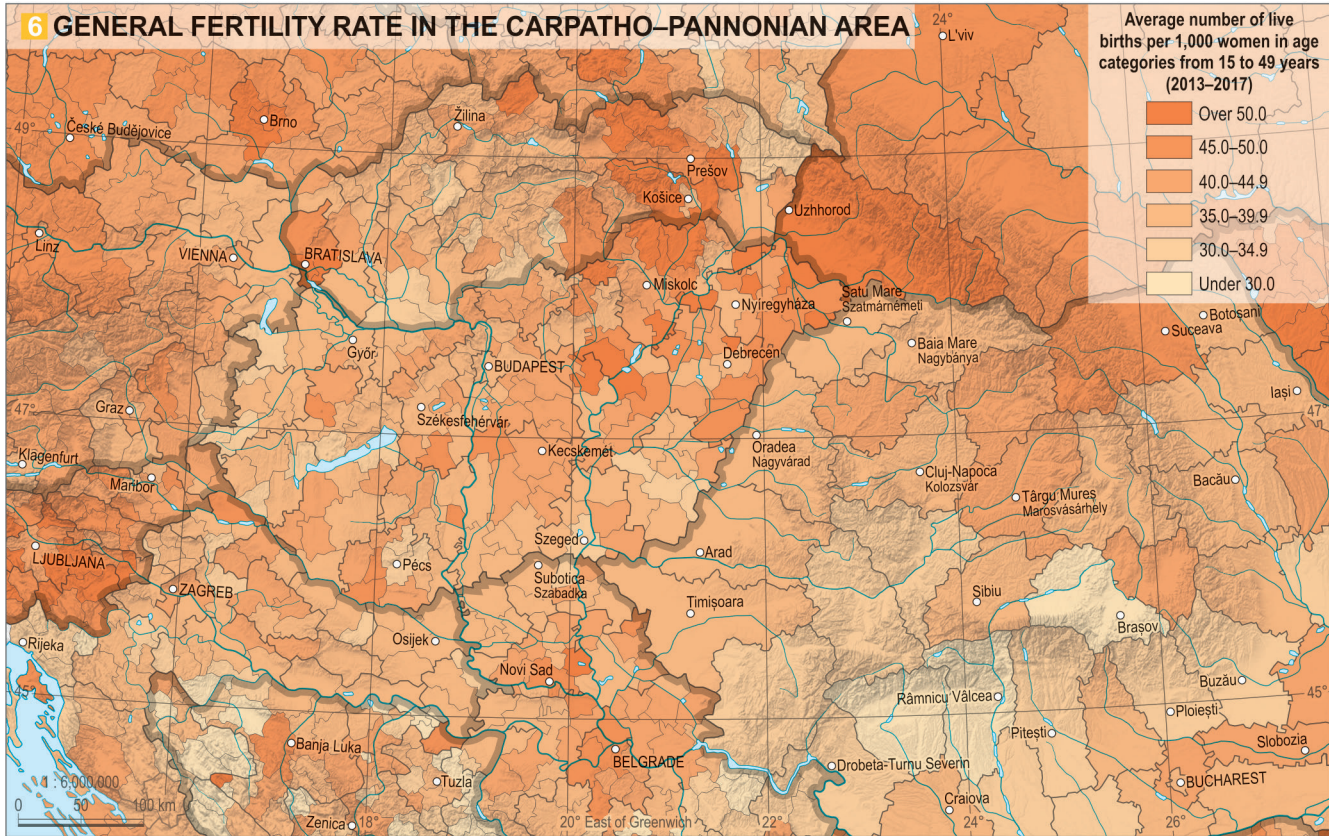 6 GENERAL FERTILITY RATE IN THE CARPATHO–PANNONIAN AREA
24°
Average number of live
births per 1,000 women in age
categories from 15 to 49 years
(2013–2017)
Over 50.0
45.0–50.0
40.0–44.9
35.0–39.9
30.0–34.9
Under 30.0
L'viv
49°
České Budějovice
Brno
Žilina
Prešov
Košice
Uzhhorod
Linz
VIENNA
BRATISLAVA
Miskolc
Nyíregyháza
Satu Mare
Szatmárnémeti
Botoşani
Suceava
Győr
BUDAPEST
Debrecen
Baia Mare
Nagybánya
Iaşi
47°
47°
Graz
Székesfehérvár
Klagenfurt
Kecskemét
Oradea
Nagyvárad
Cluj-Napoca
Kolozsvár
Bacău
Maribor
Târgu Mureş
Marosvásárhely
LJUBLJANA
Szeged
Arad
Pécs
Subotica
Szabadka
ZAGREB
Timişoara
Sibiu
Braşov
Rijeka
Osijek
Novi Sad
45°
45°
Râmnicu Vâlcea
Buzău
Ploieşti
Piteşti
Banja Luka
BELGRADE
Slobozia
Drobeta-Turnu Severin
Tuzla
BUCHAREST
1 : 6,000,000
0 50 100 km
Craiova
Zenica
18°
20° East of Greenwich
22°
24
26